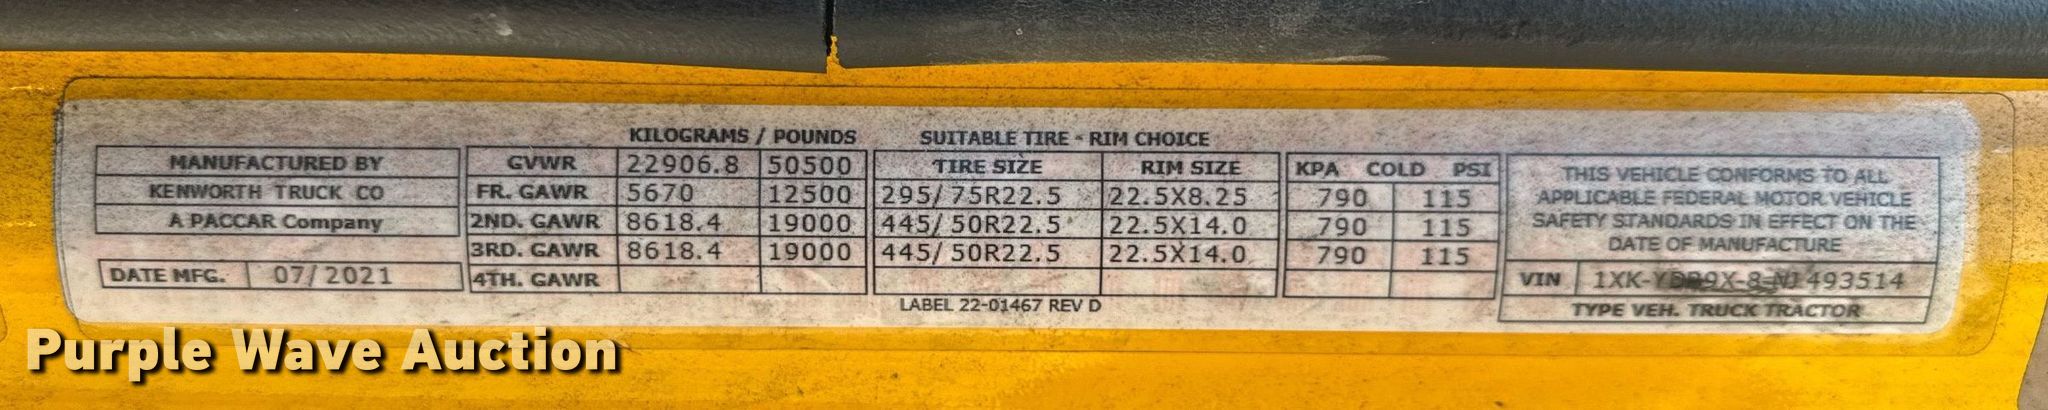 KILOGRAMS / POUNDS SUITABLE TIRE - RIM CHOICE
MANUFACTURED BY GVWR 22906.8 50500 TIRE SIZE RIM SIZE KPA COLD PSI
KENWORTH TRUCK CO FR. GAWR 5670 12500 295/75R22.5 22.5X8.25 790 115
A PACCAR Company 2ND. GAWR 8618.4 19000 445/50R22.5 22.5X14.0 790 115
3RD. GAWR 8618.4 19000 445/50R22.5 22.5X14.0 790 115
DATE MFG. 07/2021 4TH. GAWR
LABEL 22-01467 REV D
THIS VEHICLE CONFORMS TO ALL
APPLICABLE FEDERAL MOTOR VEHICLE
SAFETY STANDARDS IN EFFECT ON THE
DATE OF MANUFACTURE
VIN
TYPE VEH. TRUCK TRACTOR
Purple Wave Auction